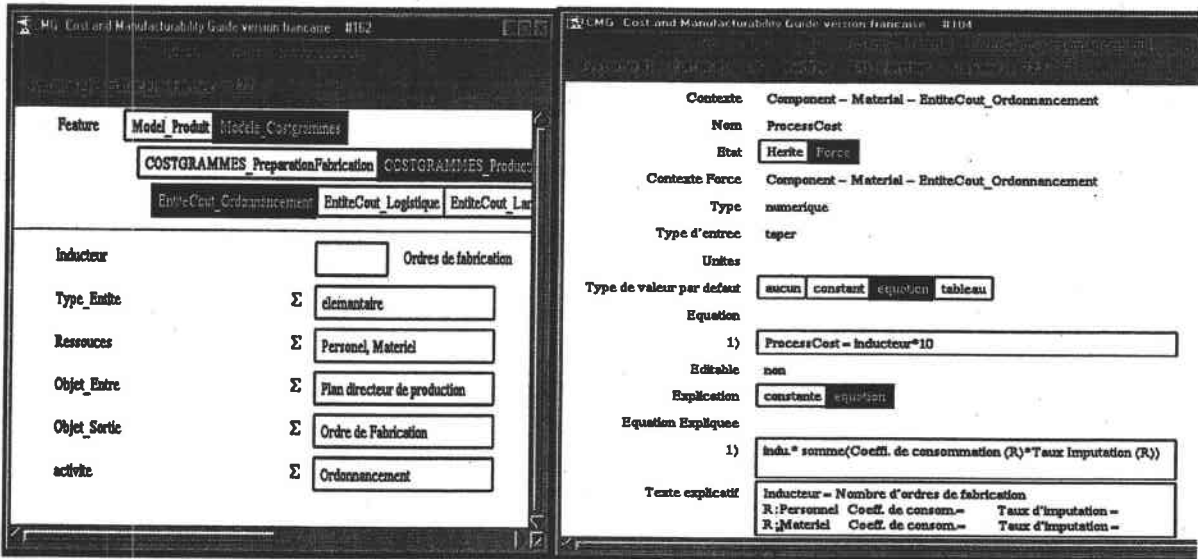 CMG Cost and Manufacturability Guide version francaise #162
Feature Model_Produit Modele_Costgrammes
COSTGRAMMES_PreparationFabrication COSTGRAMMES_Produc
EntiteCout_Ordonnancement EntiteCout_Logistique EntiteCout_Lan
Inducteur Ordres de fabrication
Type_Entite Σ elemantaire
Ressouces Σ Personel, Materiel
Objet_Entre Σ Plan directeur de production
Objet_Sortie Σ Ordre de Fabrication
activite Σ Ordonnancement
CMG Cost and Manufacturability Guide version francaise #104
Contexte Component - Material - EntiteCout_Ordonnancement
Nom ProcessCost
Etat Herite Force
Contexte Force Component - Material - EntiteCout_Ordonnancement
Type numerique
Type d'entree taper
Unites
Type de valeur par defaut aucun constant equation tableau
Equation
1) ProcessCost = inducteur*10
Editable non
Explication constante equation
Equation Expliquee
1) indu.* somme(Coeffi. de consommation (R)*Taux Imputation (R))
Texte explicatif Inducteur = Nombre d'ordres de fabrication
R:Personnel Coeff. de consom.= Taux d'imputation =
R:Materiel Coeff. de consom.= Taux d'imputation =